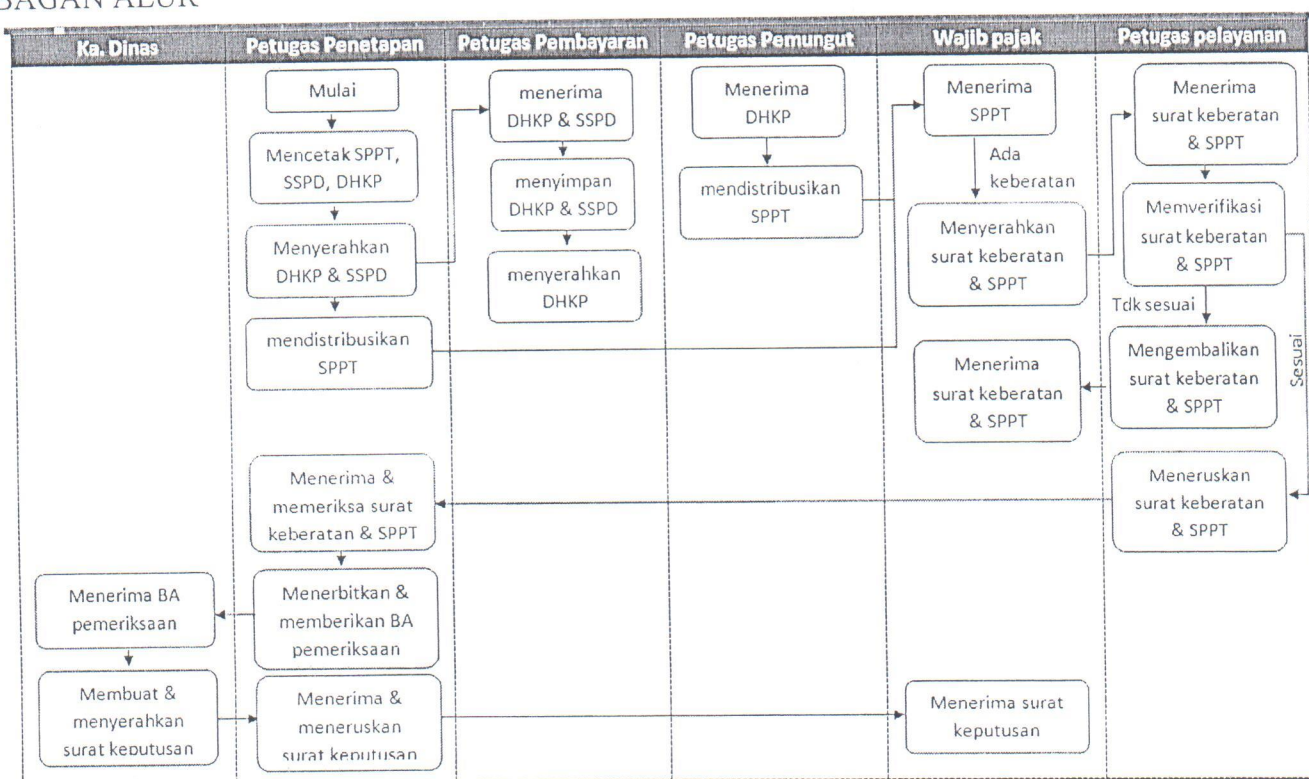 BAGAN ALUR
Ka. Dinas
Petugas Penetapan
Petugas Pembayaran
Petugas Pemungut
Wajib pajak
Petugas pelayanan
Mulai
Mencetak SPPT,
SSPD, DHKP
Menyerahkan
DHKP & SSPD
mendistribusikan
SPPT
menerima
DHKP & SSPD
menyimpan
DHKP & SSPD
menyerahkan
DHKP
Menerima
DHKP
mendistribusikan
SPPT
Menerima
SPPT
Ada
keberatan
Menyerahkan
surat keberatan
& SPPT
Menerima
surat keberatan
& SPPT
Memverifikasi
surat keberatan
& SPPT
Tdk sesuai
Sesuai
Mengembalikan
surat keberatan
& SPPT
Menerima
surat keberatan
& SPPT
Meneruskan
surat keberatan
& SPPT
Menerima &
memeriksa surat
keberatan & SPPT
Menerbitkan &
memberikan BA
pemeriksaan
Menerima BA
pemeriksaan
Membuat &
menyerahkan
surat keputusan
Menerima &
meneruskan
surat keputusan
Menerima surat
keputusan